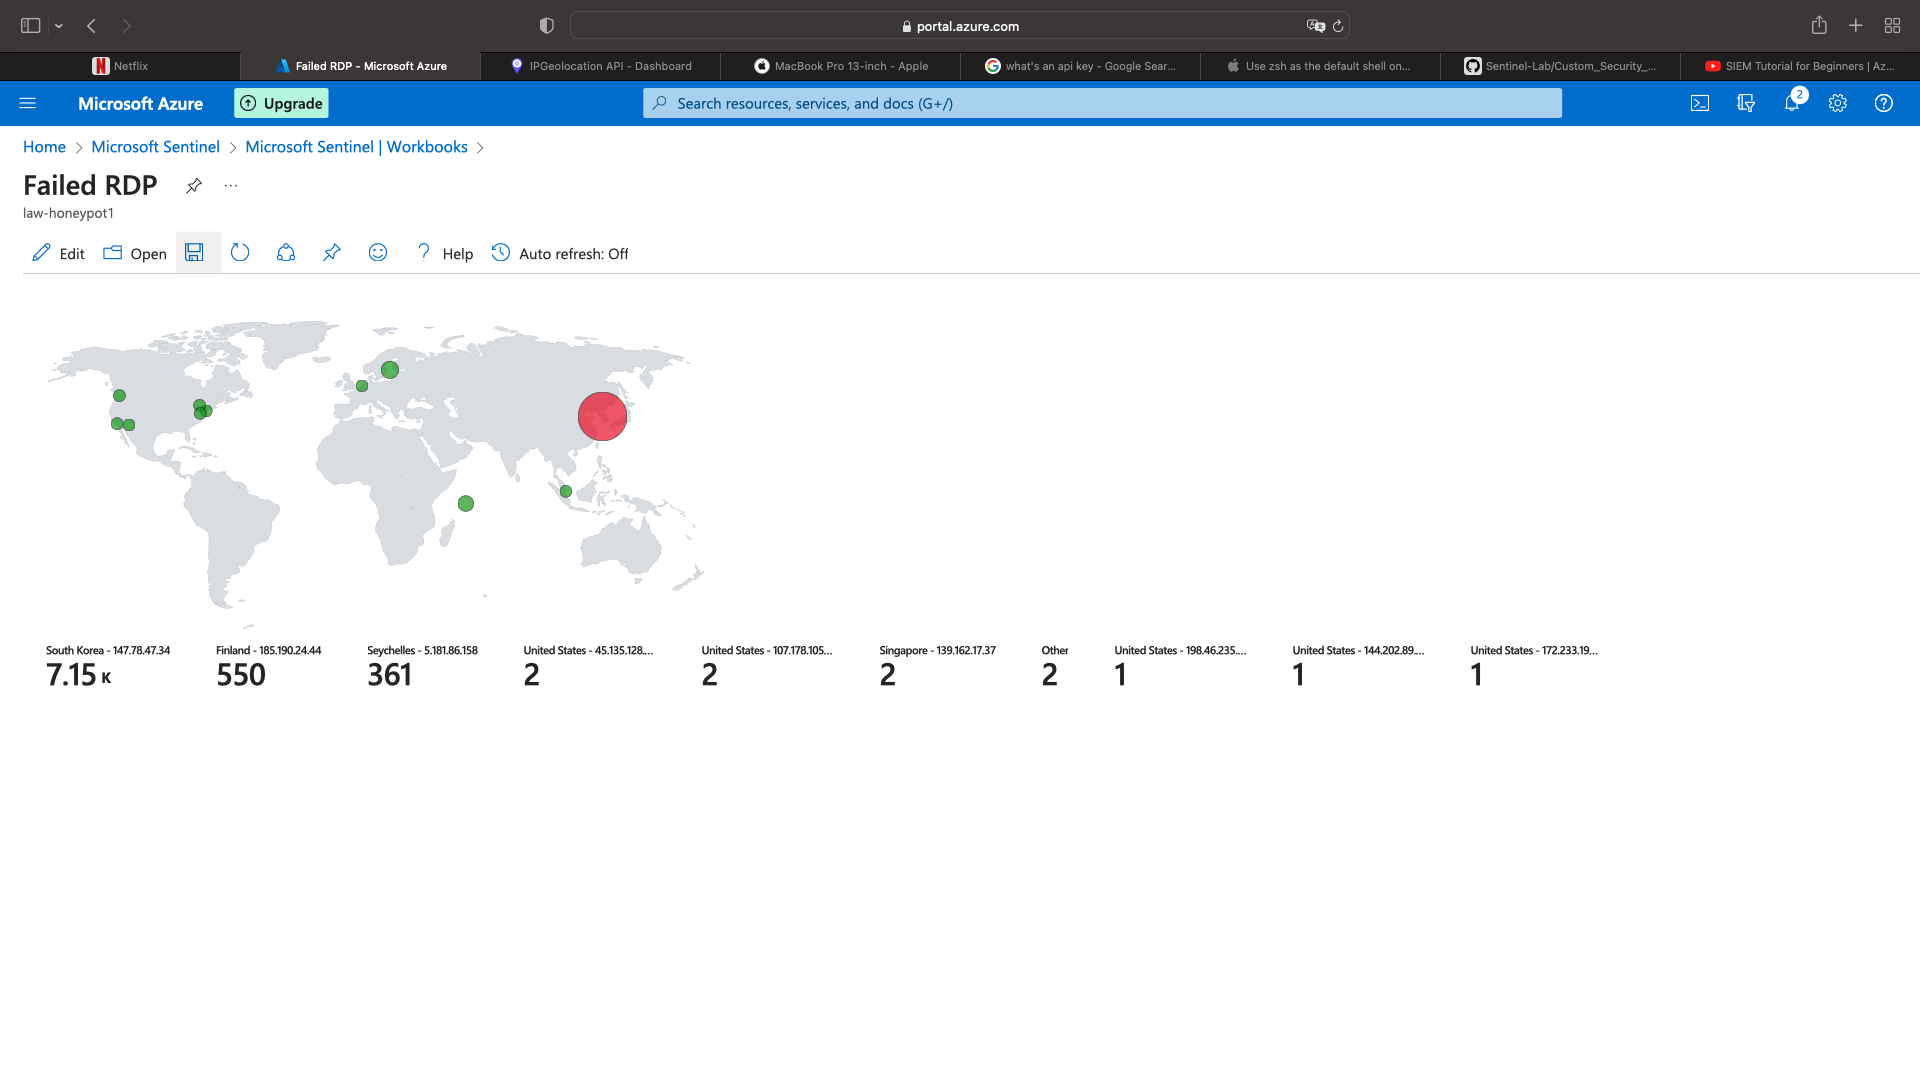 portal.azure.com
Netflix
Failed RDP - Microsoft Azure
IPGeolocation API - Dashboard
MacBook Pro 13-inch - Apple
what's an api key - Google Sear...
Use zsh as the default shell on...
Sentinel-Lab/Custom_Security_...
SIEM Tutorial for Beginners | Az...
Microsoft Azure
Upgrade
Search resources, services, and docs (G+/)
2
Home > Microsoft Sentinel > Microsoft Sentinel | Workbooks >
Failed RDP
law-honeypot1
Edit
Open
Help
Auto refresh: Off
South Korea - 147.78.47.34
7.15 K
Finland - 185.190.24.44
550
Seychelles - 5.181.86.158
361
United States - 45.135.128....
2
United States - 107.178.105...
2
Singapore - 139.162.17.37
2
Other
2
United States - 198.46.235....
1
United States - 144.202.89....
1
United States - 172.233.19...
1